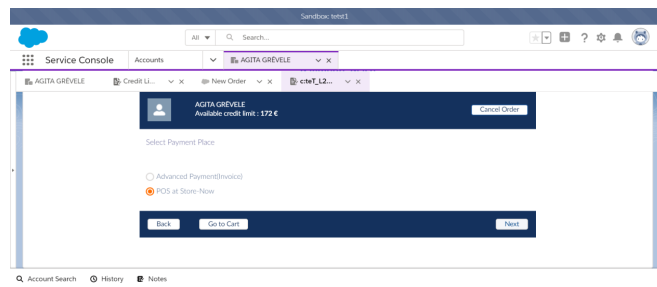 Sandbox: tetst1
All Search...
Service Console Accounts AGITA GRĒVELE
AGITA GRĒVELE Credit Li... New Order c:teT_L2...
AGITA GRĒVELE
Available credit limit : 172 €
Cancel Order
Select Payment Place
Advanced Payment(Invoice)
POS at Store-Now
Back Go to Cart Next
Account Search History Notes